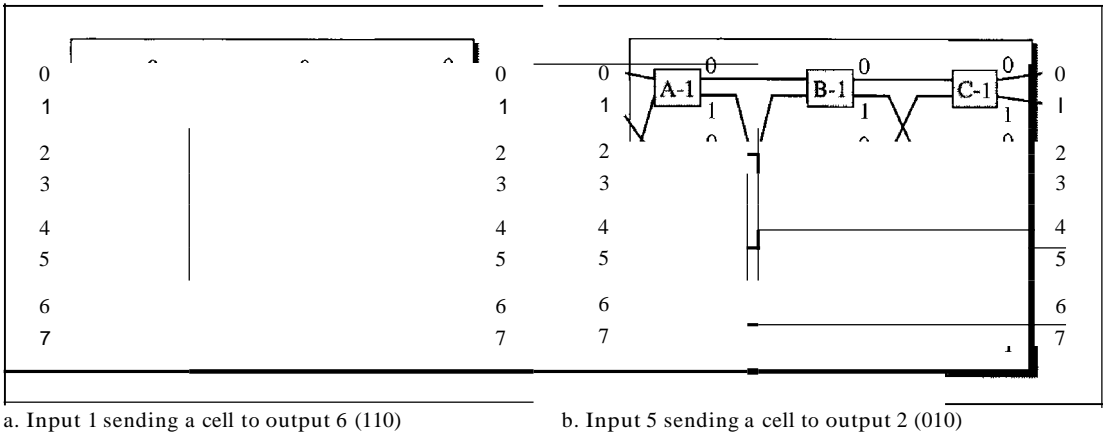 0 0 0 0 0 0
0 A-1 B-1 C-1 0
1 1 1 1
1 1 1
2 2 2 2
3 3 3 3
4 4 4 4
5 5 5 5
6 6 6 6
7 7 7 7
a. Input 1 sending a cell to output 6 (110) b. Input 5 sending a cell to output 2 (010)